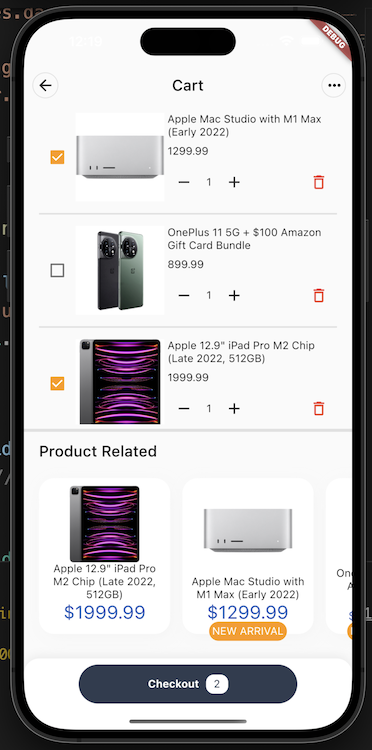 DEBUG
Cart
Apple Mac Studio with M1 Max
(Early 2022)
1299.99
1
OnePlus 11 5G + $100 Amazon
Gift Card Bundle
899.99
1
Apple 12.9" iPad Pro M2 Chip
(Late 2022, 512GB)
1999.99
1
Product Related
Apple 12.9" iPad Pro
M2 Chip (Late 2022,
512GB)
$1999.99
Apple Mac Studio with
M1 Max (Early 2022)
$1299.99
NEW ARRIVAL
Checkout 2